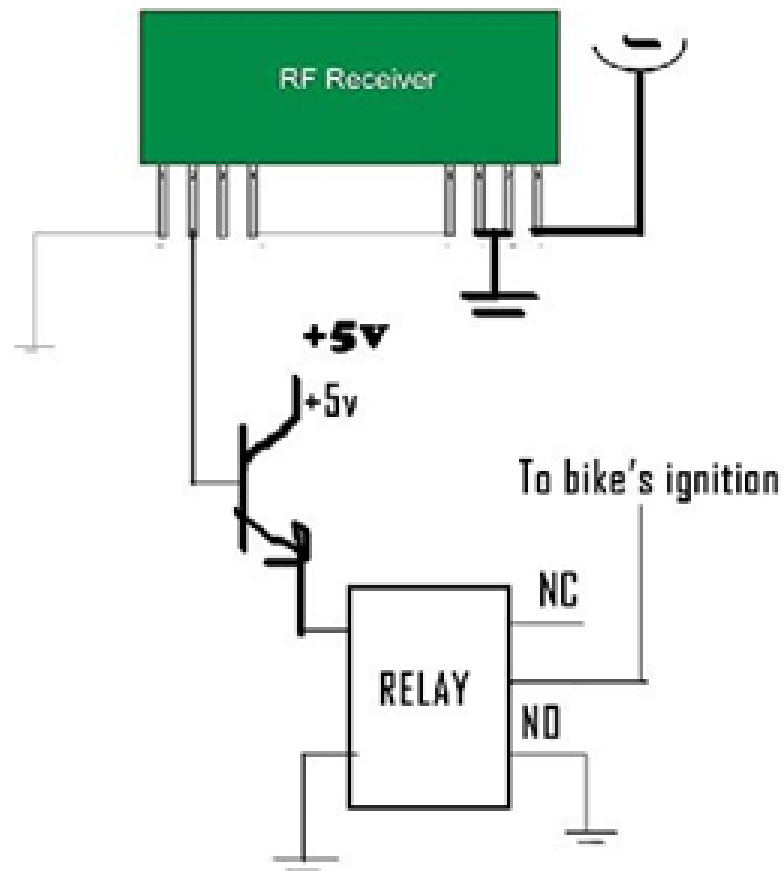 RF Receiver
+5v
+5v
To bike's ignition
NC
RELAY
NO